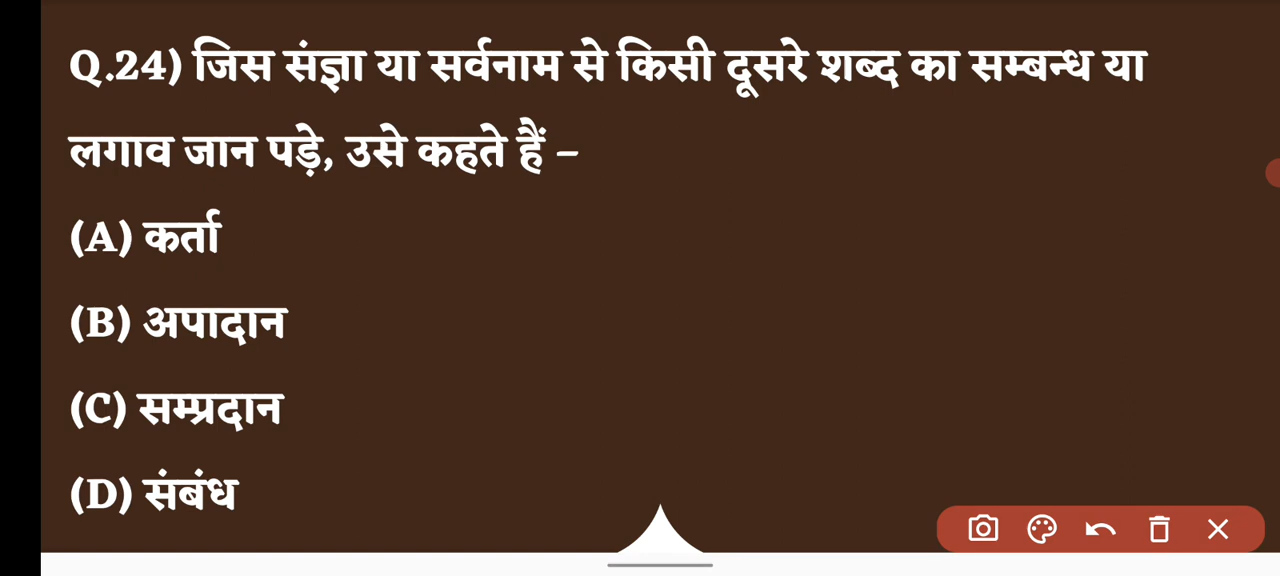 Q.24) जिस संज्ञा या सर्वनाम से किसी दूसरे शब्द का सम्बन्ध या
लगाव जान पड़े, उसे कहते हैं –
(A) कर्ता
(B) अपादान
(C) सम्प्रदान
(D) संबंध